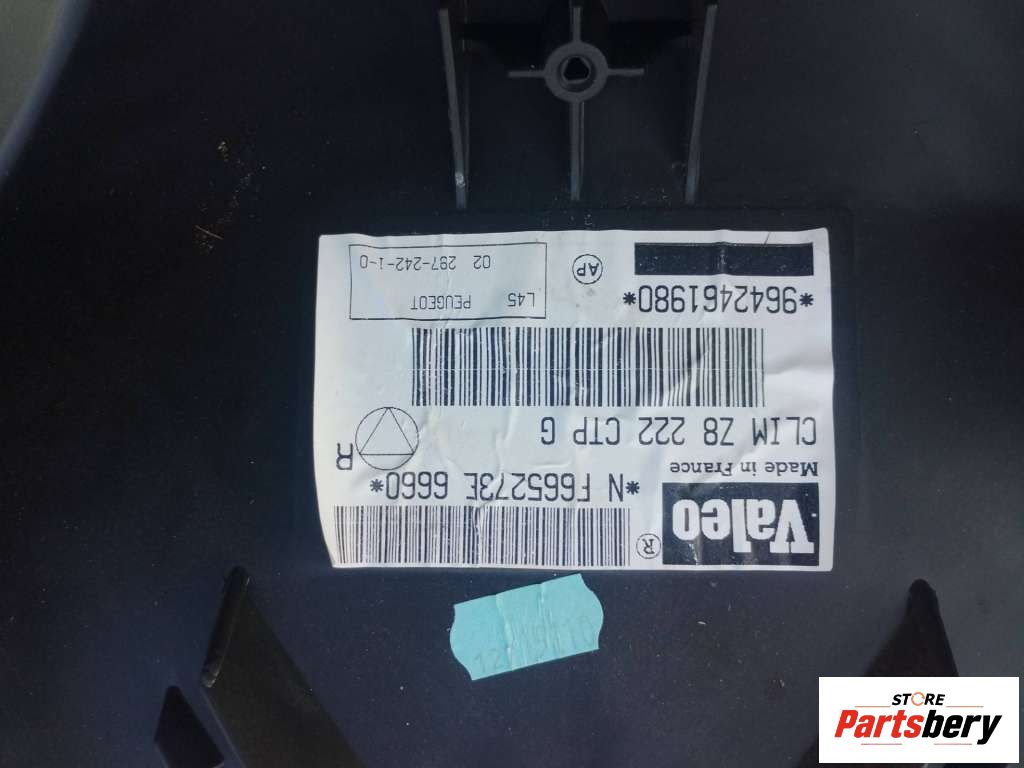 Valeo
R
*N F665273E 6660*
Made in France
R
CLIM Z8 222 CTP G
*9642461980*
L45 PEUGEOT
AP
02 297-242-1-0
STORE
Partsbery